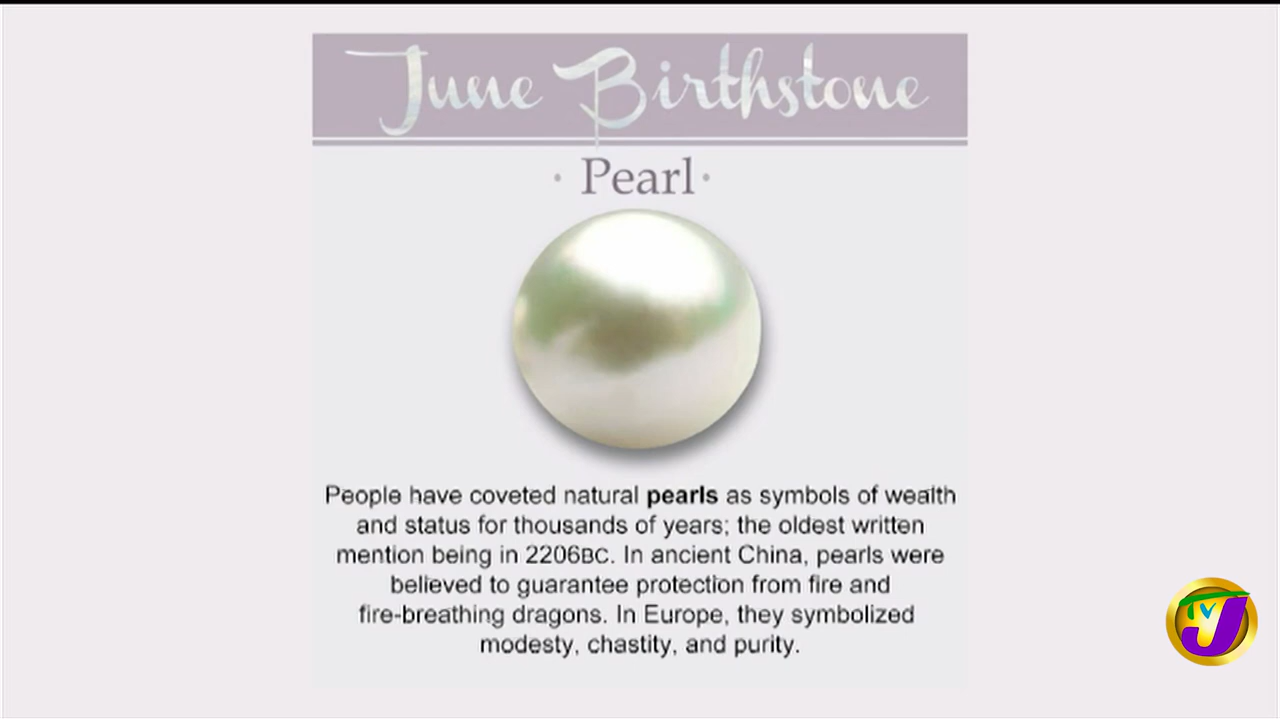 June Birthstone
· Pearl ·
People have coveted natural pearls as symbols of wealth
and status for thousands of years; the oldest written
mention being in 2206BC. In ancient China, pearls were
believed to guarantee protection from fire and
fire-breathing dragons. In Europe, they symbolized
modesty, chastity, and purity.
TVJ